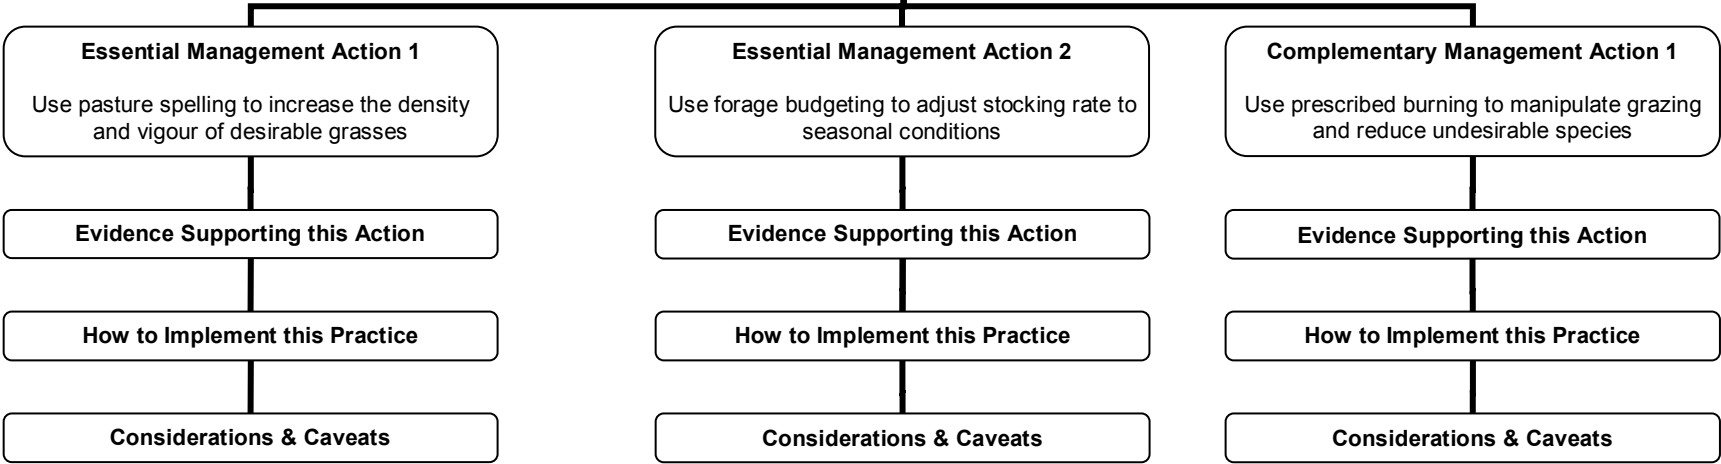 Essential Management Action 1
Use pasture spelling to increase the density
and vigour of desirable grasses
Evidence Supporting this Action
How to Implement this Practice
Considerations & Caveats
Essential Management Action 2
Use forage budgeting to adjust stocking rate to
seasonal conditions
Evidence Supporting this Action
How to Implement this Practice
Considerations & Caveats
Complementary Management Action 1
Use prescribed burning to manipulate grazing
and reduce undesirable species
Evidence Supporting this Action
How to Implement this Practice
Considerations & Caveats